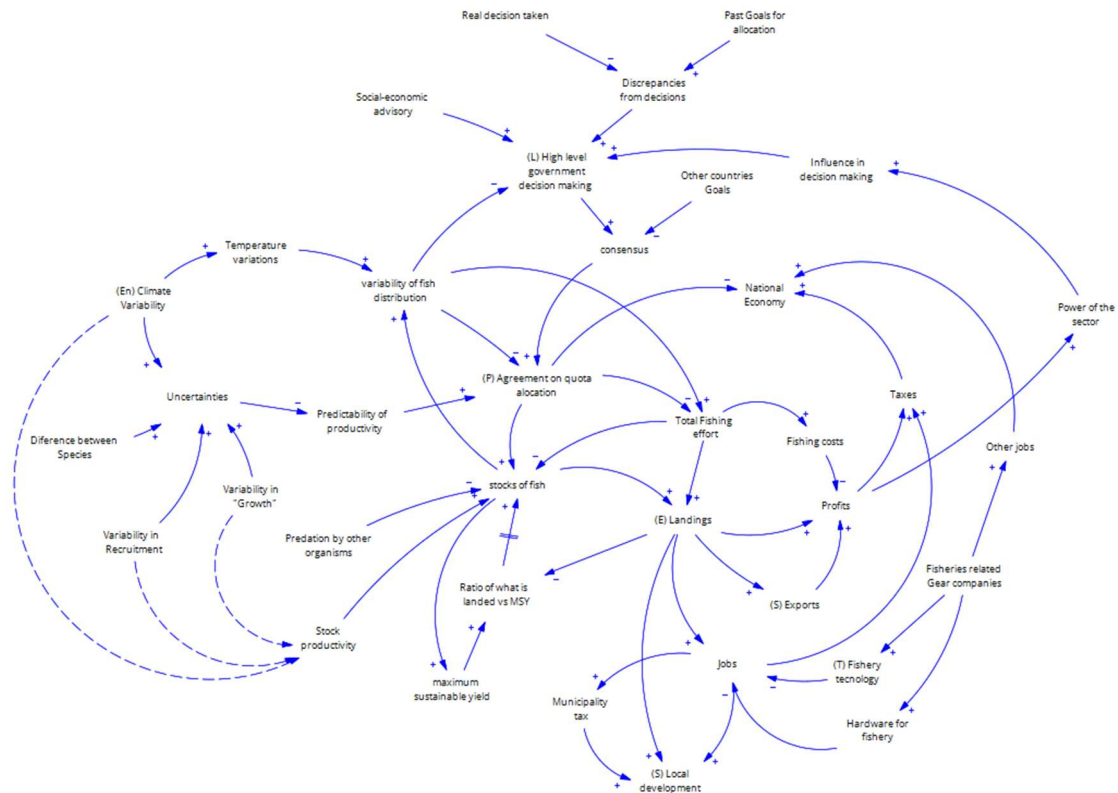 Real decision taken
Past Goals for
allocation
Discrepancies
from decisions
Social-economic
advisory
(L) High level
government
decision making
Influence in
decision making
Other countries
Goals
consensus
Temperature
variations
variability of fish
distribution
(En) Climate
Variability
National
Economy
Power of the
sector
(P) Agreement on quota
alocation
Uncertainties
Predictability of
productivity
Taxes
Total Fishing
effort
Fishing costs
Other jobs
Diference between
Species
stocks of fish
Variability in
"Growth"
Profits
(E) Landings
Variability in
Recruitment
Predation by other
organisms
Ratio of what is
landed vs MSY
Fisheries related
Gear companies
(S) Exports
Stock
productivity
maximum
sustainable yield
Jobs
(T) Fishery
tecnology
Municipality
tax
Hardware for
fishery
(S) Local
development